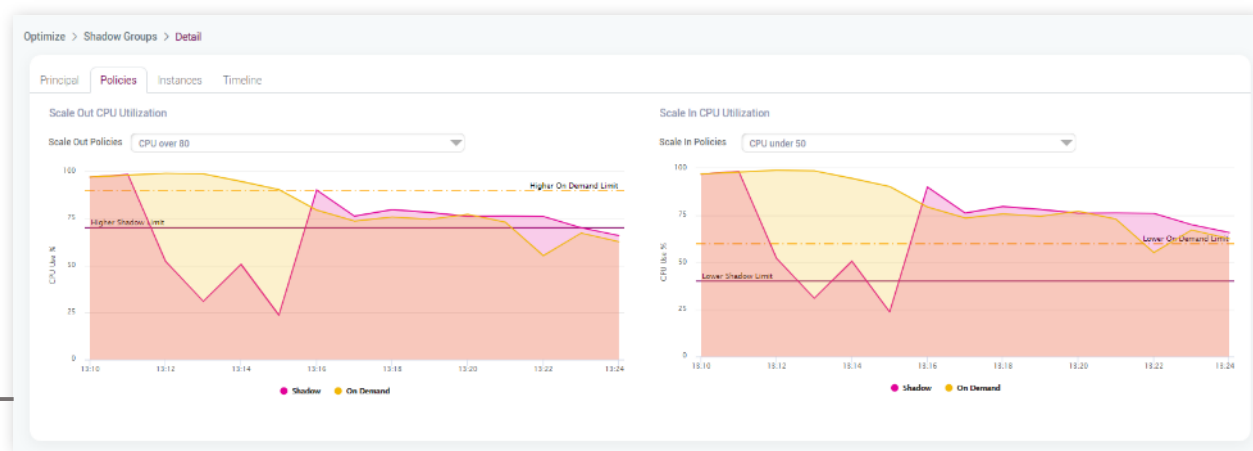 Optimize > Shadow Groups > Detail
Principal Policies Instances Timeline
Scale Out CPU Utilization
Scale Out Policies CPU over 80
100
75
50
25
0
CPU Use %
Higher On Demand Limit
Higher Shadow Limit
13:10 13:12 13:14 13:16 13:18 13:20 13:22 13:24
Shadow On Demand
Scale In CPU Utilization
Scale In Policies CPU under 50
100
75
50
25
0
CPU Use %
Lower On Demand Limit
Lower Shadow Limit
13:10 13:12 13:14 13:16 13:18 13:20 13:22 13:24
Shadow On Demand